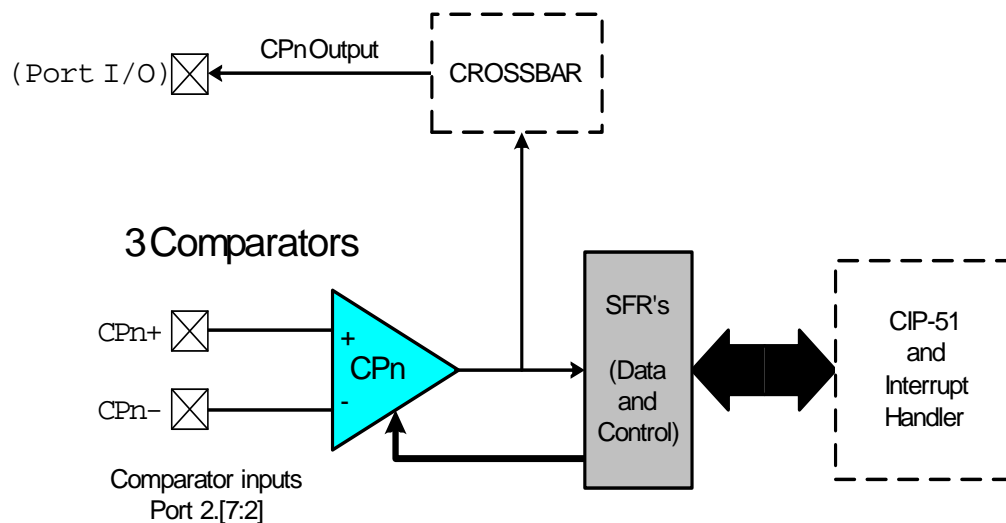 (Port I/O)
CPn Output
CROSSBAR
3 Comparators
CPn+
+
CPn
CPn-
-
Comparator inputs
Port 2.[7:2]
SFR's
(Data
and
Control)
CIP-51
and
Interrupt
Handler